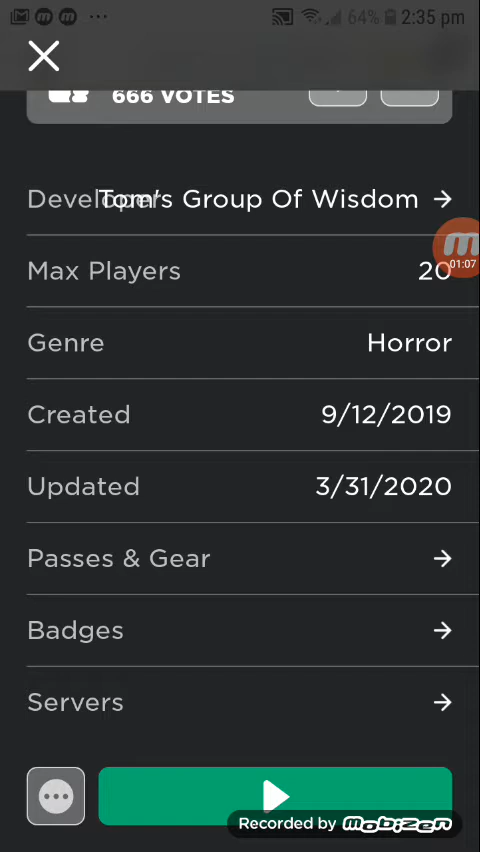 64% 2:35 pm
666 VOTES
Developer Tom's Group Of Wisdom
01:07
Max Players 20
Genre Horror
Created 9/12/2019
Updated 3/31/2020
Passes & Gear
Badges
Servers
Recorded by mobizen